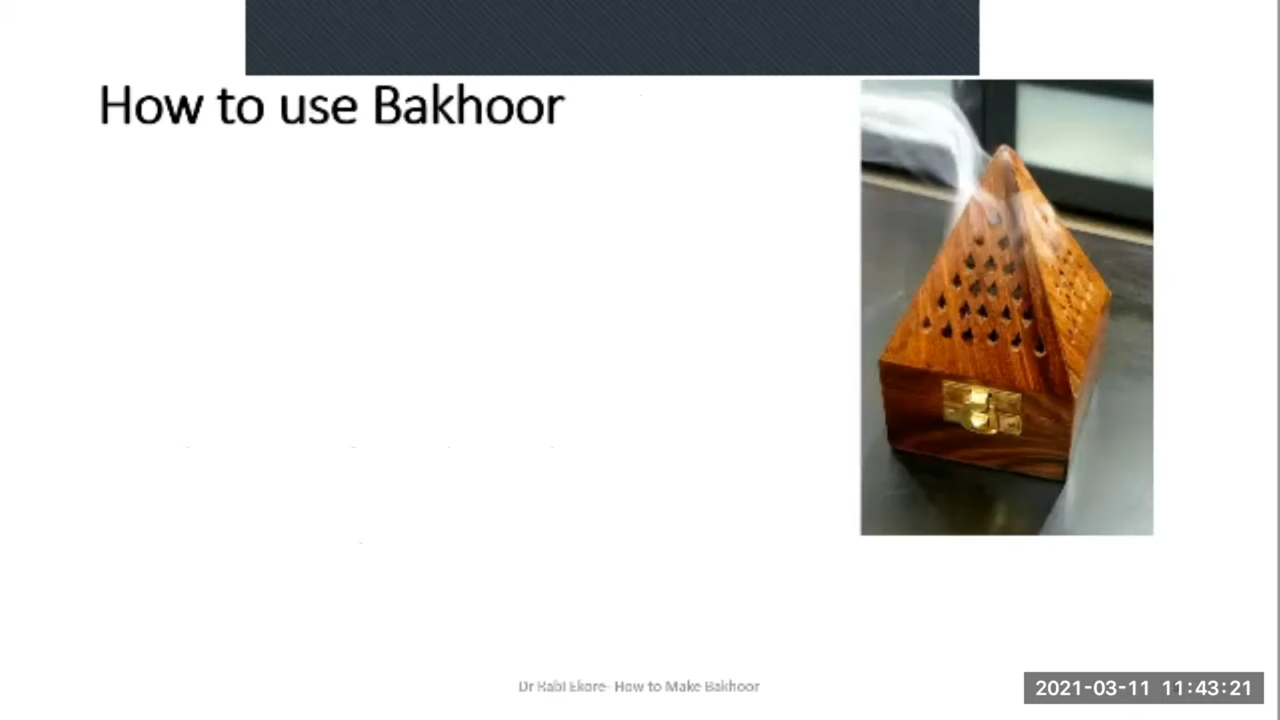 How to use Bakhoor
Dr Rabi Ekore- How to Make Bakhoor
2021-03-11 11:43:21